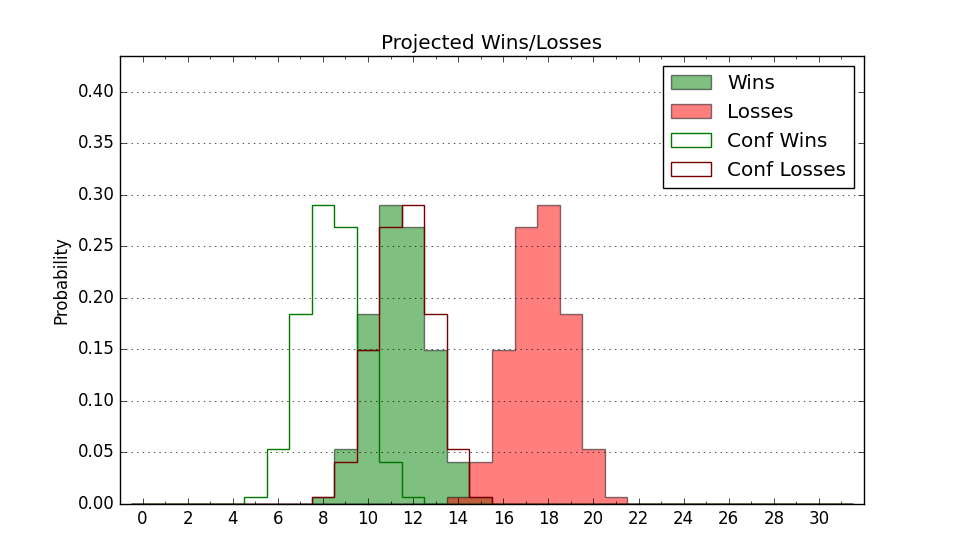 Projected Wins/Losses
0.40
0.35
0.30
0.25
0.20
0.15
0.10
0.05
0.00
Probability
Wins
Losses
Conf Wins
Conf Losses
0 2 4 6 8 10 12 14 16 18 20 22 24 26 28 30